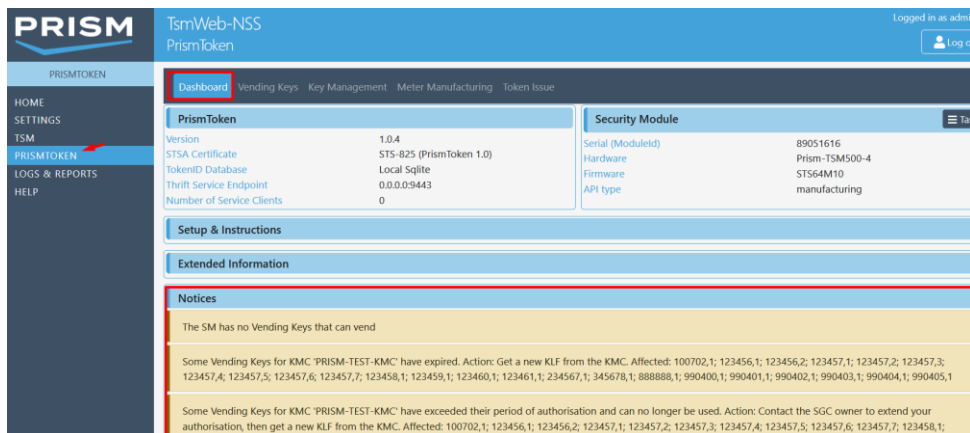 PRISM
TsmWeb-NSS
PrismToken
Logged in as
Log
PRISMTOKEN
HOME
SETTINGS
TSM
PRISMTOKEN
LOGS & REPORTS
HELP
Dashboard Vending Keys Key Management Meter Manufacturing Token Issue
PrismToken
Version 1.0.4
STSA Certificate STS-825 (PrismToken 1.0)
TokenID Database Local Sqlite
Thrift Service Endpoint 0.0.0.0:9443
Number of Service Clients 0
Security Module
Serial (ModuleId) 89051616
Hardware Prism-TSM500-4
Firmware STS64M10
API type manufacturing
Setup & Instructions
Extended Information
Notices
The SM has no Vending Keys that can vend
Some Vending Keys for KMC 'PRISM-TEST-KMC' have expired. Action: Get a new KLF from the KMC. Affected: 100702,1; 123456,1; 123456,2; 123457,1; 123457,2; 123457,3;
123457,4; 123457,5; 123457,6; 123457,7; 123458,1; 123459,1; 123460,1; 123461,1; 234567,1; 345678,1; 888888,1; 990400,1; 990401,1; 990402,1; 990403,1; 990404,1; 990405,1
Some Vending Keys for KMC 'PRISM-TEST-KMC' have exceeded their period of authorisation and can no longer be used. Action: Contact the SGC owner to extend your
authorisation, then get a new KLF from the KMC. Affected: 100702,1; 123456,1; 123456,2; 123457,1; 123457,2; 123457,3; 123457,4; 123457,5; 123457,6; 123457,7; 123458,1;